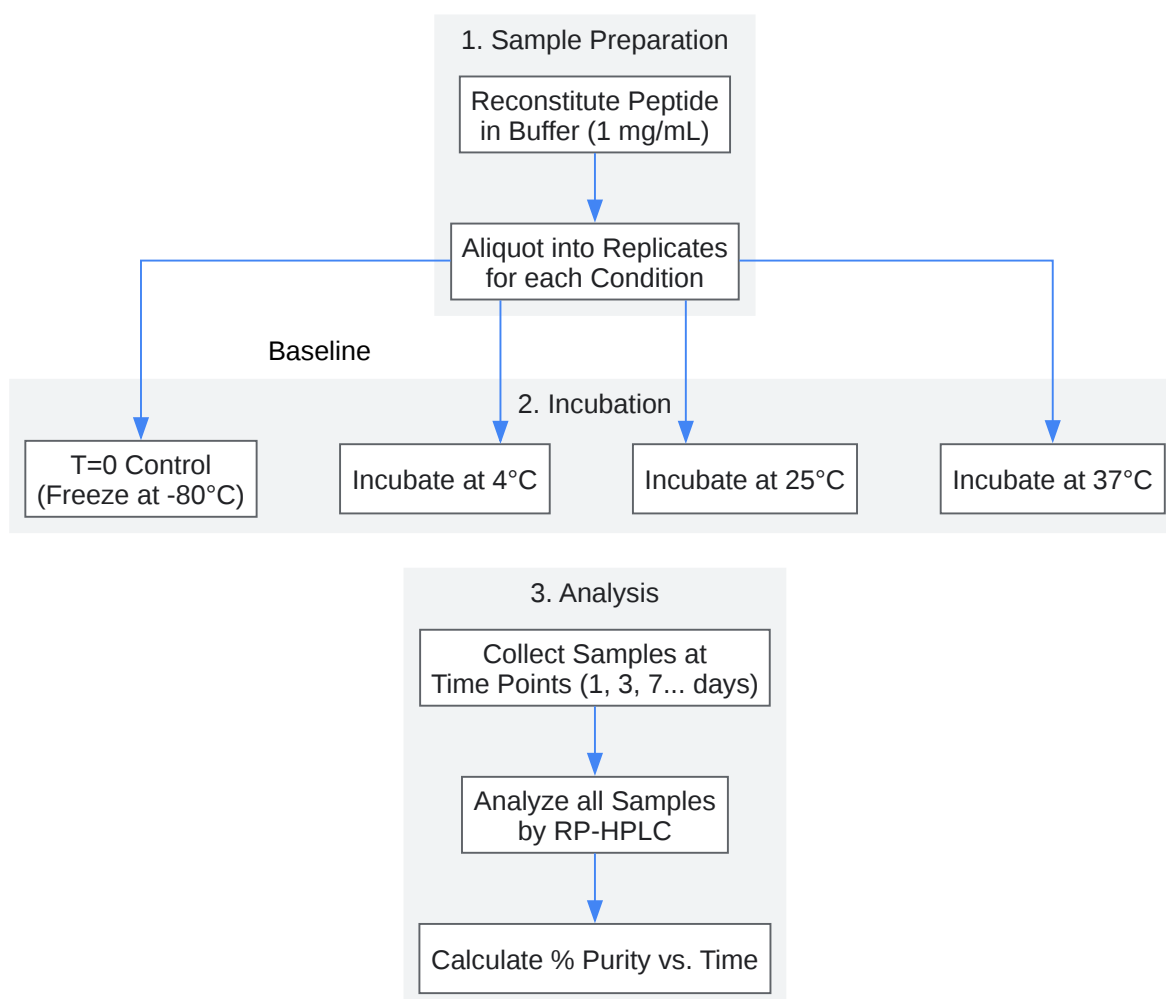 1. Sample Preparation
Reconstitute Peptide
in Buffer (1 mg/mL)
Aliquot into Replicates
for each Condition
Baseline
2. Incubation
T=0 Control
(Freeze at -80°C)
Incubate at 4°C
Incubate at 25°C
Incubate at 37°C
3. Analysis
Collect Samples at
Time Points (1, 3, 7... days)
Analyze all Samples
by RP-HPLC
Calculate % Purity vs. Time